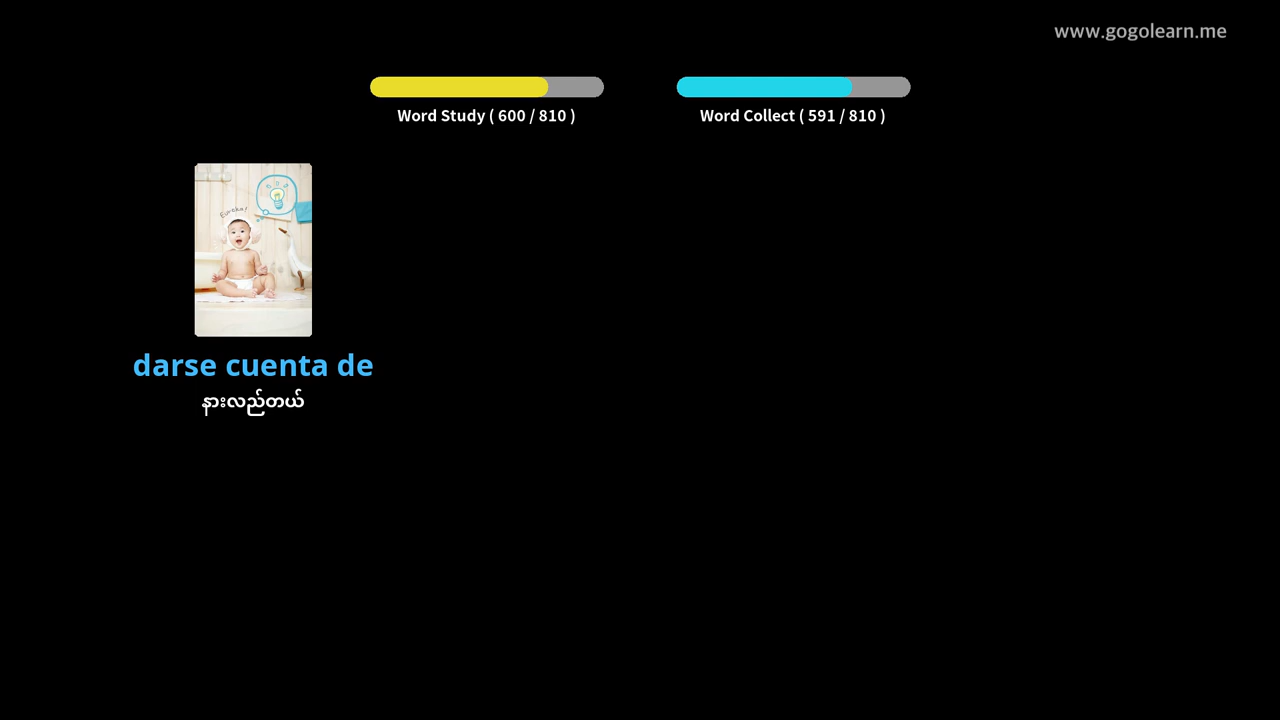 www.gogolearn.me
Word Study ( 600 / 810 )
Word Collect ( 591 / 810 )
Eureka!
darse cuenta de
နားလည်တယ်